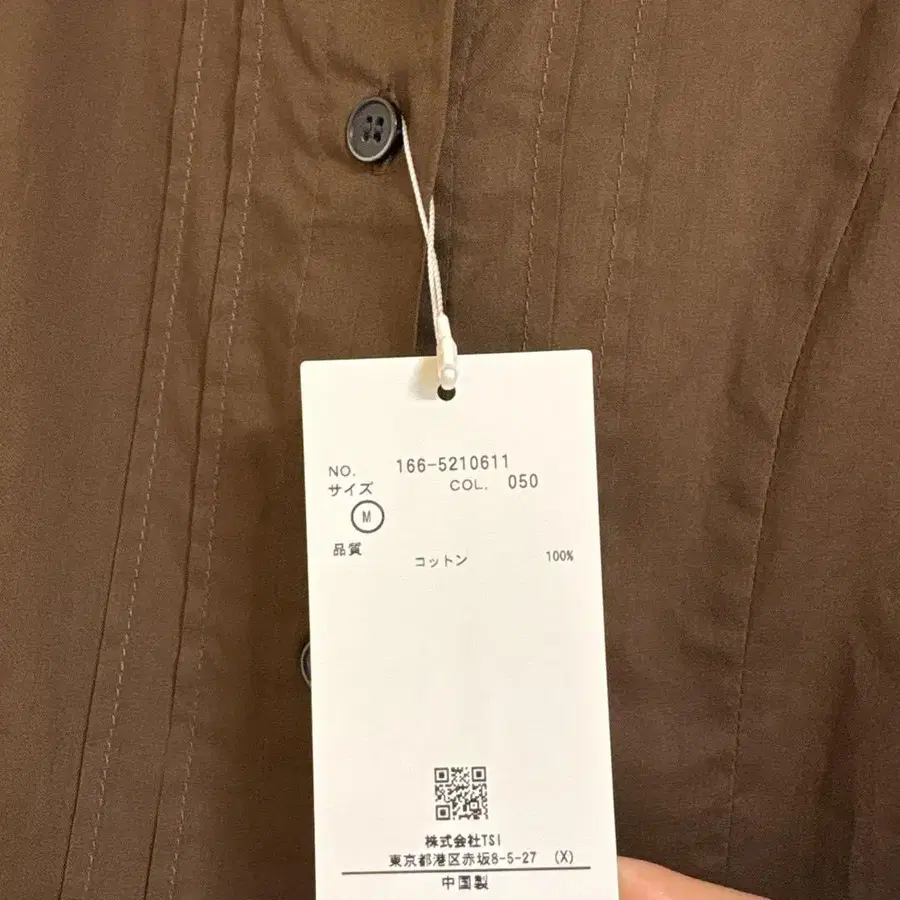 NO. 166-5210611
サイズ COL. 050
M
品質
コットン 100%
株式会社TSI
東京都港区赤坂8-5-27 (X)
中国製